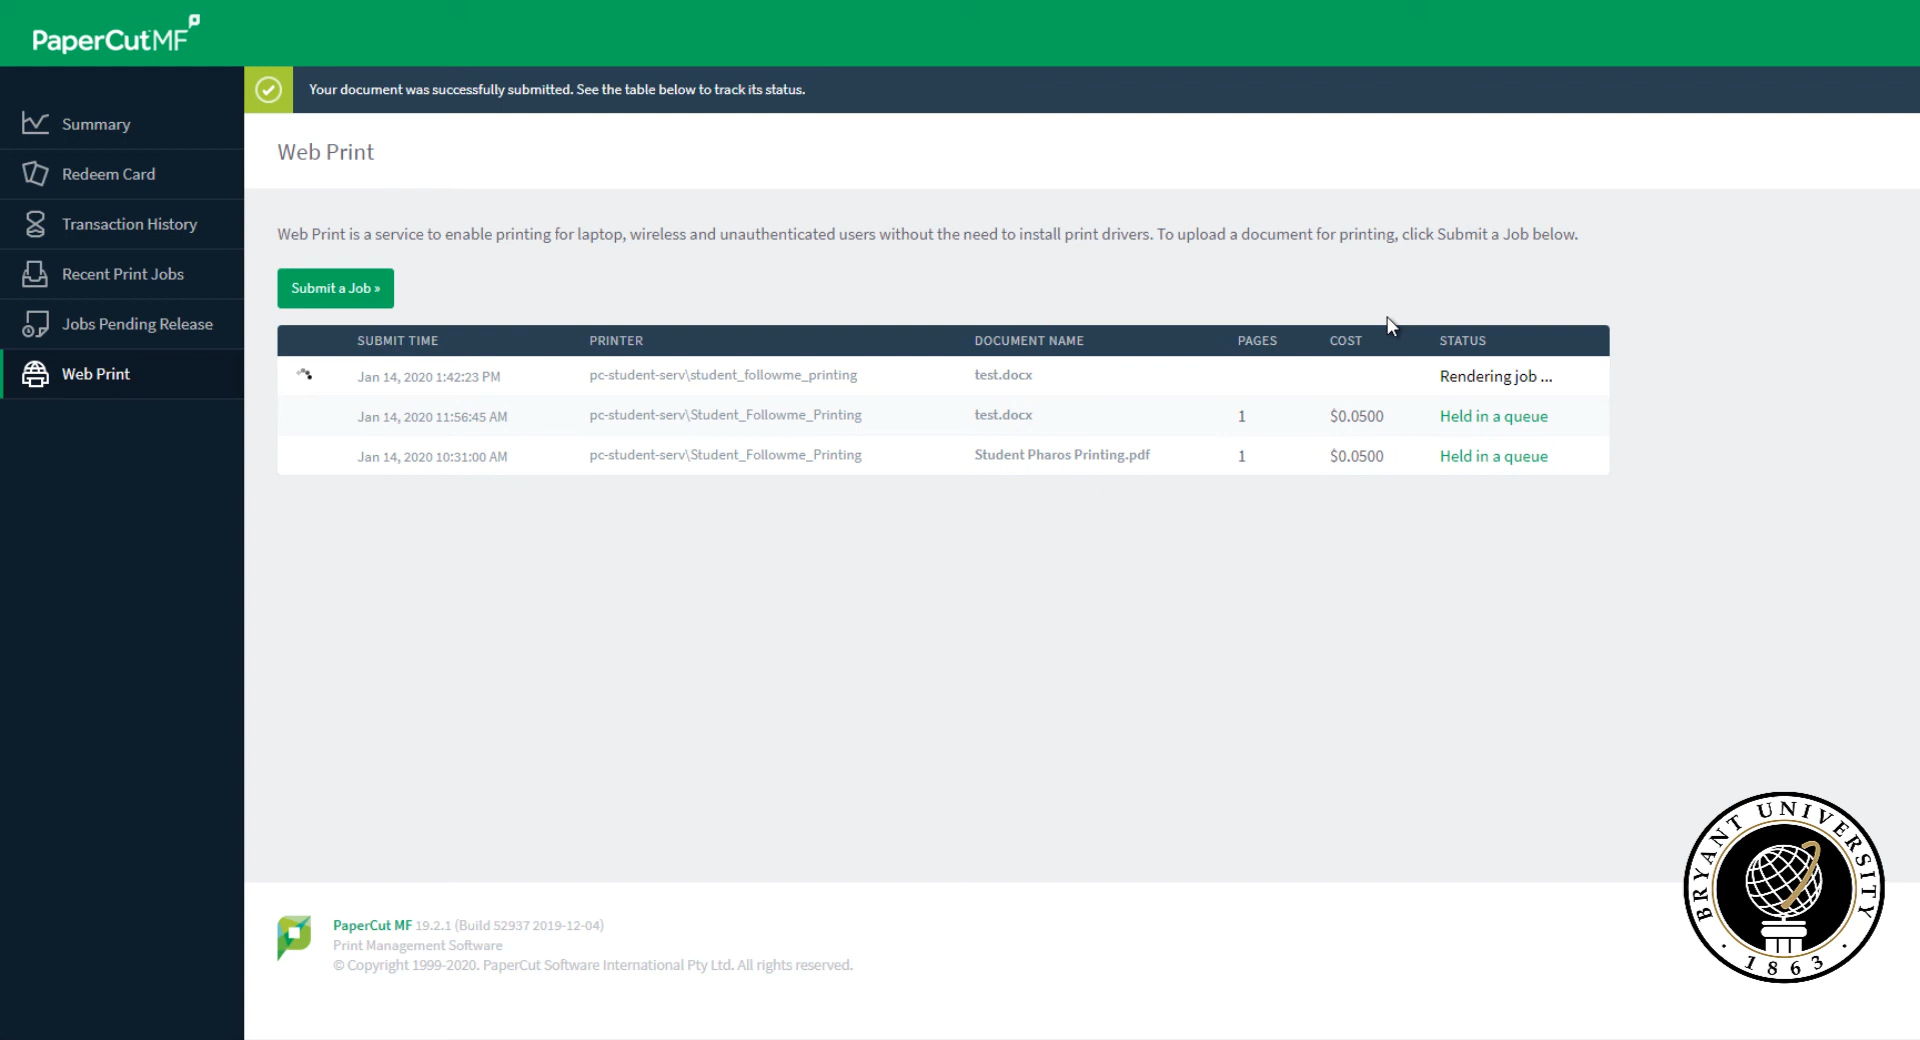 PaperCut MF
Your document was successfully submitted. See the table below to track its status.
Summary
Redeem Card
Transaction History
Recent Print Jobs
Jobs Pending Release
Web Print
Web Print
Web Print is a service to enable printing for laptop, wireless and unauthenticated users without the need to install print drivers. To upload a document for printing, click Submit a Job below.
Submit a Job »
SUBMIT TIME PRINTER DOCUMENT NAME PAGES COST STATUS
Jan 14, 2020 1:42:23 PM pc-student-serv\student_followme_printing test.docx Rendering job ...
Jan 14, 2020 11:56:45 AM pc-student-serv\Student_Followme_Printing test.docx 1 $0.0500 Held in a queue
Jan 14, 2020 10:31:00 AM pc-student-serv\Student_Followme_Printing Student Pharos Printing.pdf 1 $0.0500 Held in a queue
PaperCut MF 19.2.1 (Build 52937 2019-12-04)
Print Management Software
© Copyright 1999-2020. PaperCut Software International Pty Ltd. All rights reserved.
BRYANT UNIVERSITY
1863